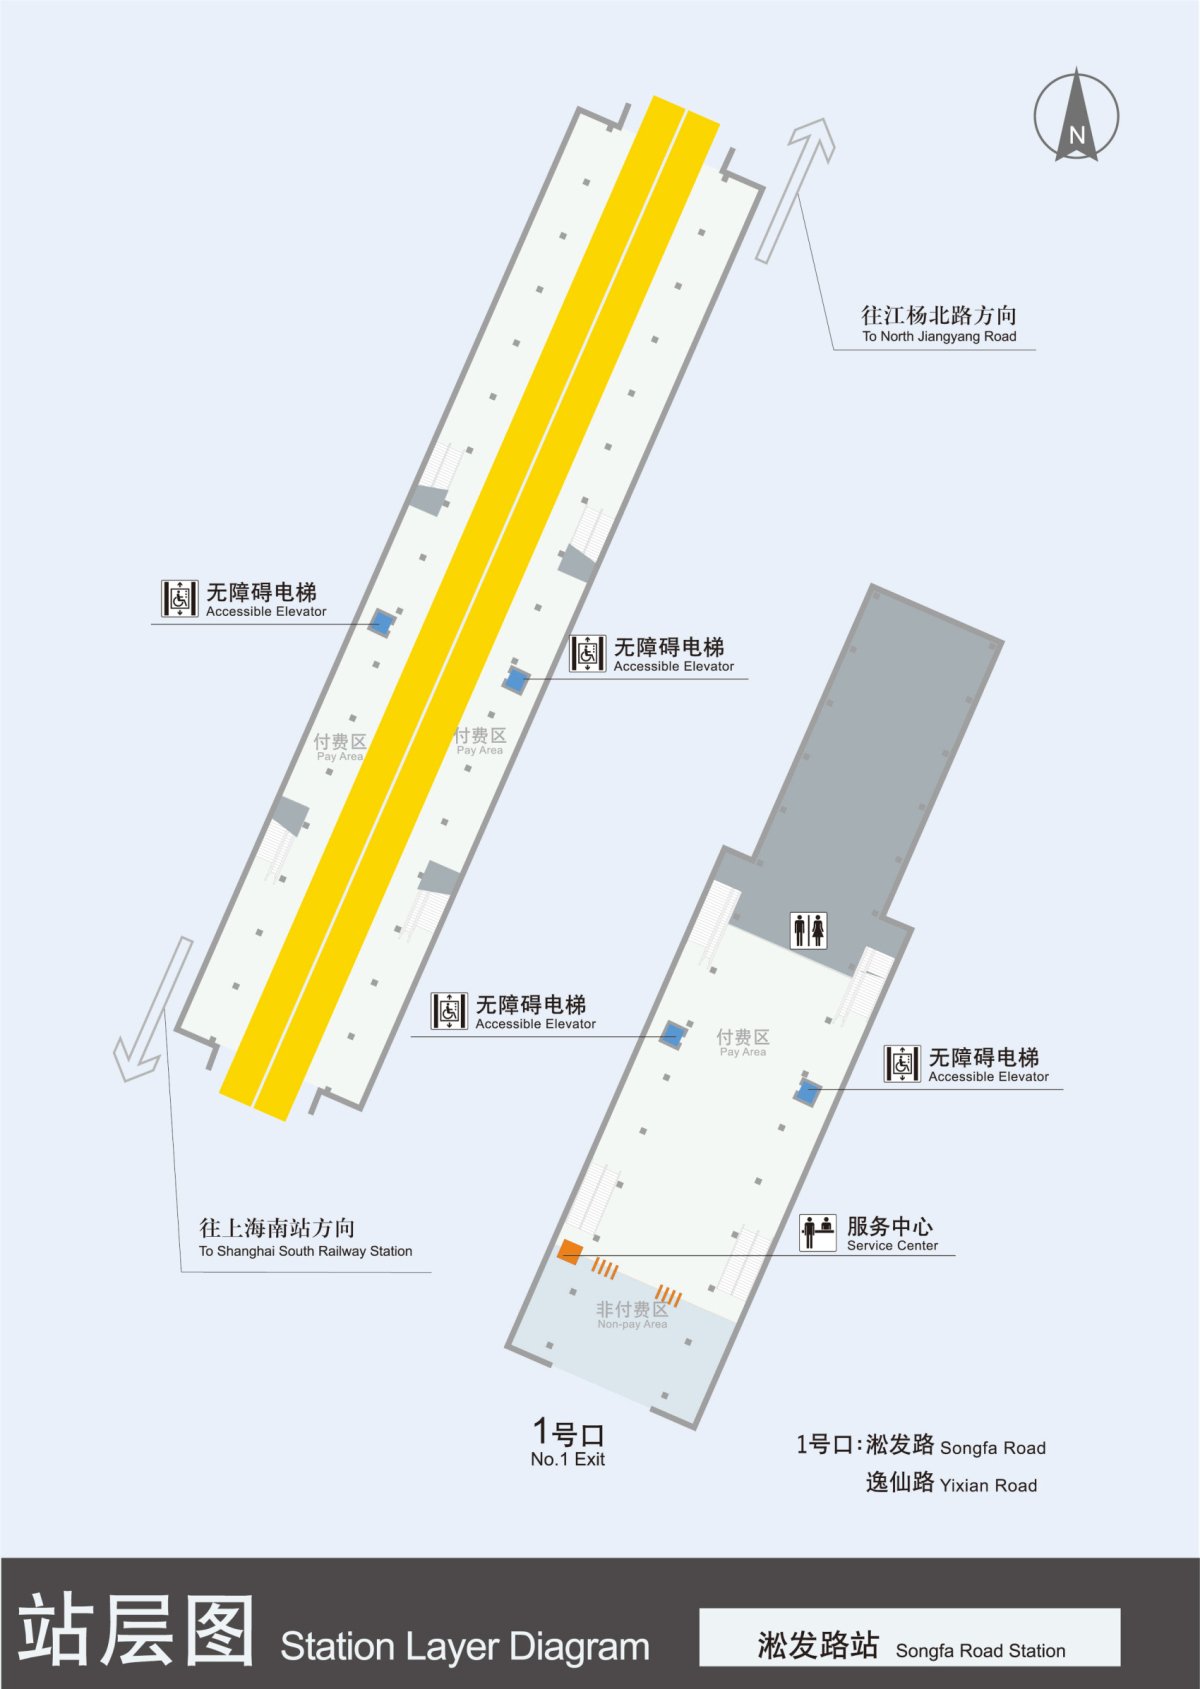 N
往江杨北路方向
To North Jiangyang Road
无障碍电梯
Accessible Elevator
无障碍电梯
Accessible Elevator
付费区
Pay Area
付费区
Pay Area
无障碍电梯
Accessible Elevator
付费区
Pay Area
无障碍电梯
Accessible Elevator
往上海南站方向
To Shanghai South Railway Station
服务中心
Service Center
非付费区
Non-pay Area
1号口
No.1 Exit
1号口:淞发路 Songfa Road
逸仙路 Yixian Road
站层图 Station Layer Diagram
淞发路站 Songfa Road Station